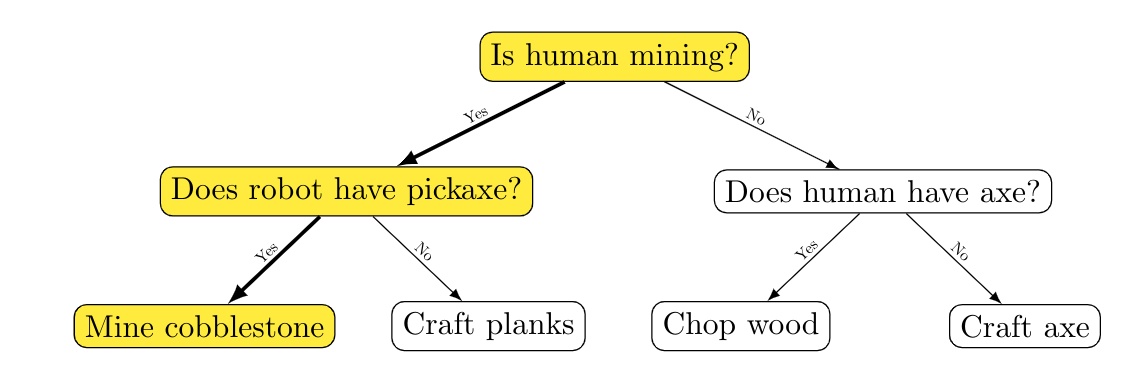 Is human mining?
Yes
No
Does robot have pickaxe?
Does human have axe?
Yes
No
Yes
No
Mine cobblestone
Craft planks
Chop wood
Craft axe